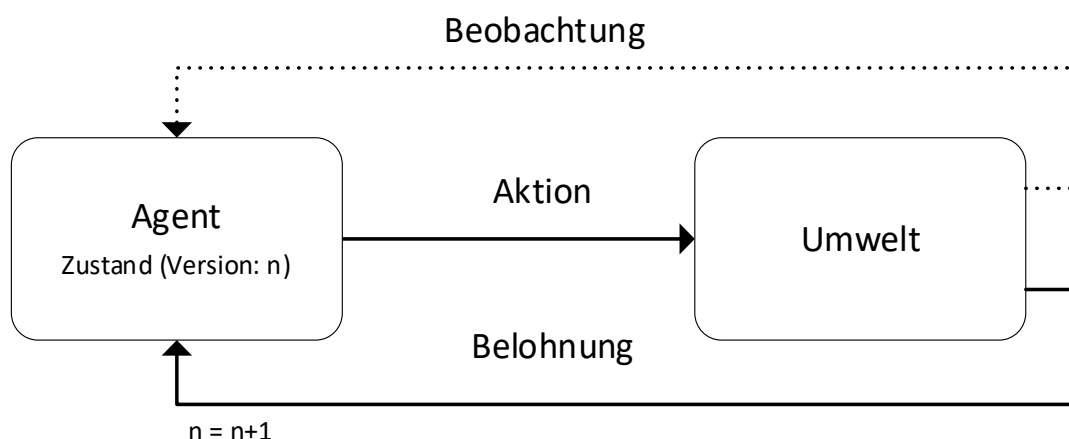 Beobachtung
Aktion
Agent
Zustand (Version: n)
Umwelt
Belohnung
n = n+1